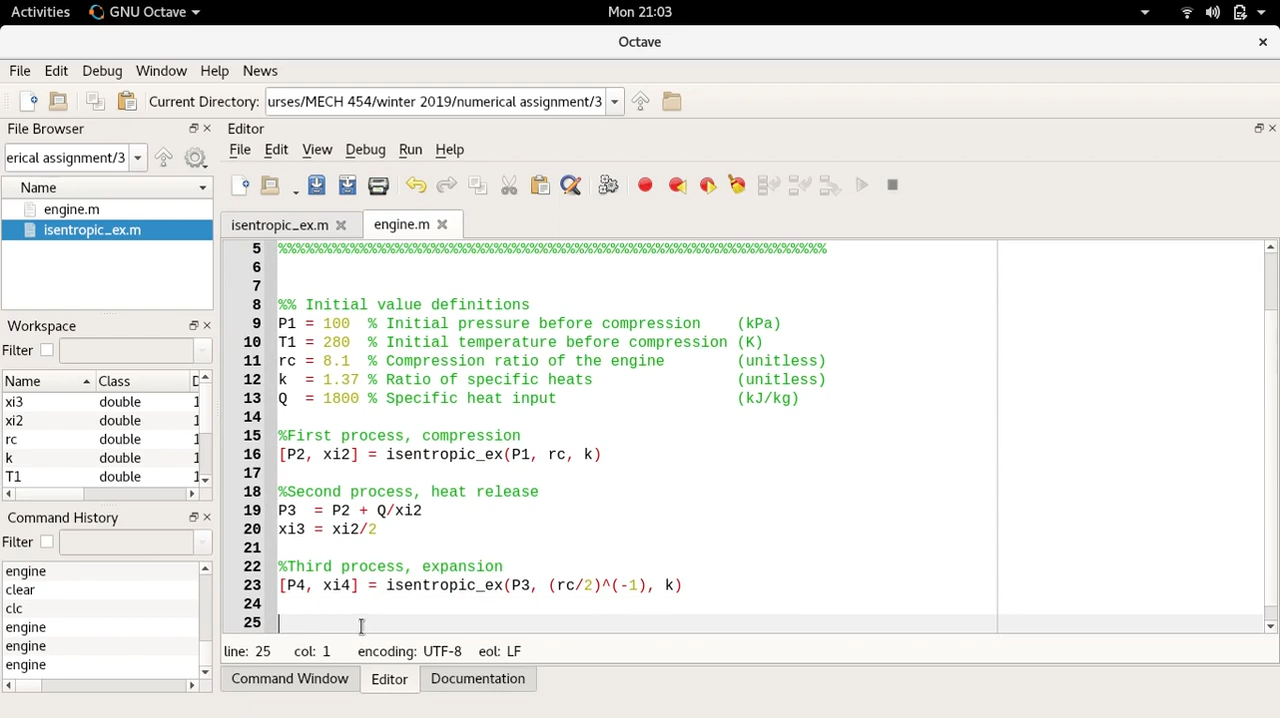 Activities GNU Octave Mon 21:03
Octave
File Edit Debug Window Help News
Current Directory: urses/MECH 454/winter 2019/numerical assignment/3
File Browser
erical assignment/3
Name
engine.m
isentropic_ex.m
Workspace
Filter
Name Class D
xi3 double 1
xi2 double 1
rc double 1
k double 1
T1 double 1
Command History
Filter
engine
clear
clc
engine
engine
engine
Editor
File Edit View Debug Run Help
isentropic_ex.m engine.m
5 %%%%%%%%%%%%%%%%%%%%%%%%%%%%%%%%%%%%%%%%%%%%%%%%%%%%%%%%%%%%%
6
7
8 %% Initial value definitions
9 P1 = 100 % Initial pressure before compression (kPa)
10 T1 = 280 % Initial temperature before compression (K)
11 rc = 8.1 % Compression ratio of the engine (unitless)
12 k = 1.37 % Ratio of specific heats (unitless)
13 Q = 1800 % Specific heat input (kJ/kg)
14
15 %First process, compression
16 [P2, xi2] = isentropic_ex(P1, rc, k)
17
18 %Second process, heat release
19 P3 = P2 + Q/xi2
20 xi3 = xi2/2
21
22 %Third process, expansion
23 [P4, xi4] = isentropic_ex(P3, (rc/2)^(-1), k)
24
25
line: 25 col: 1 encoding: UTF-8 eol: LF
Command Window Editor Documentation